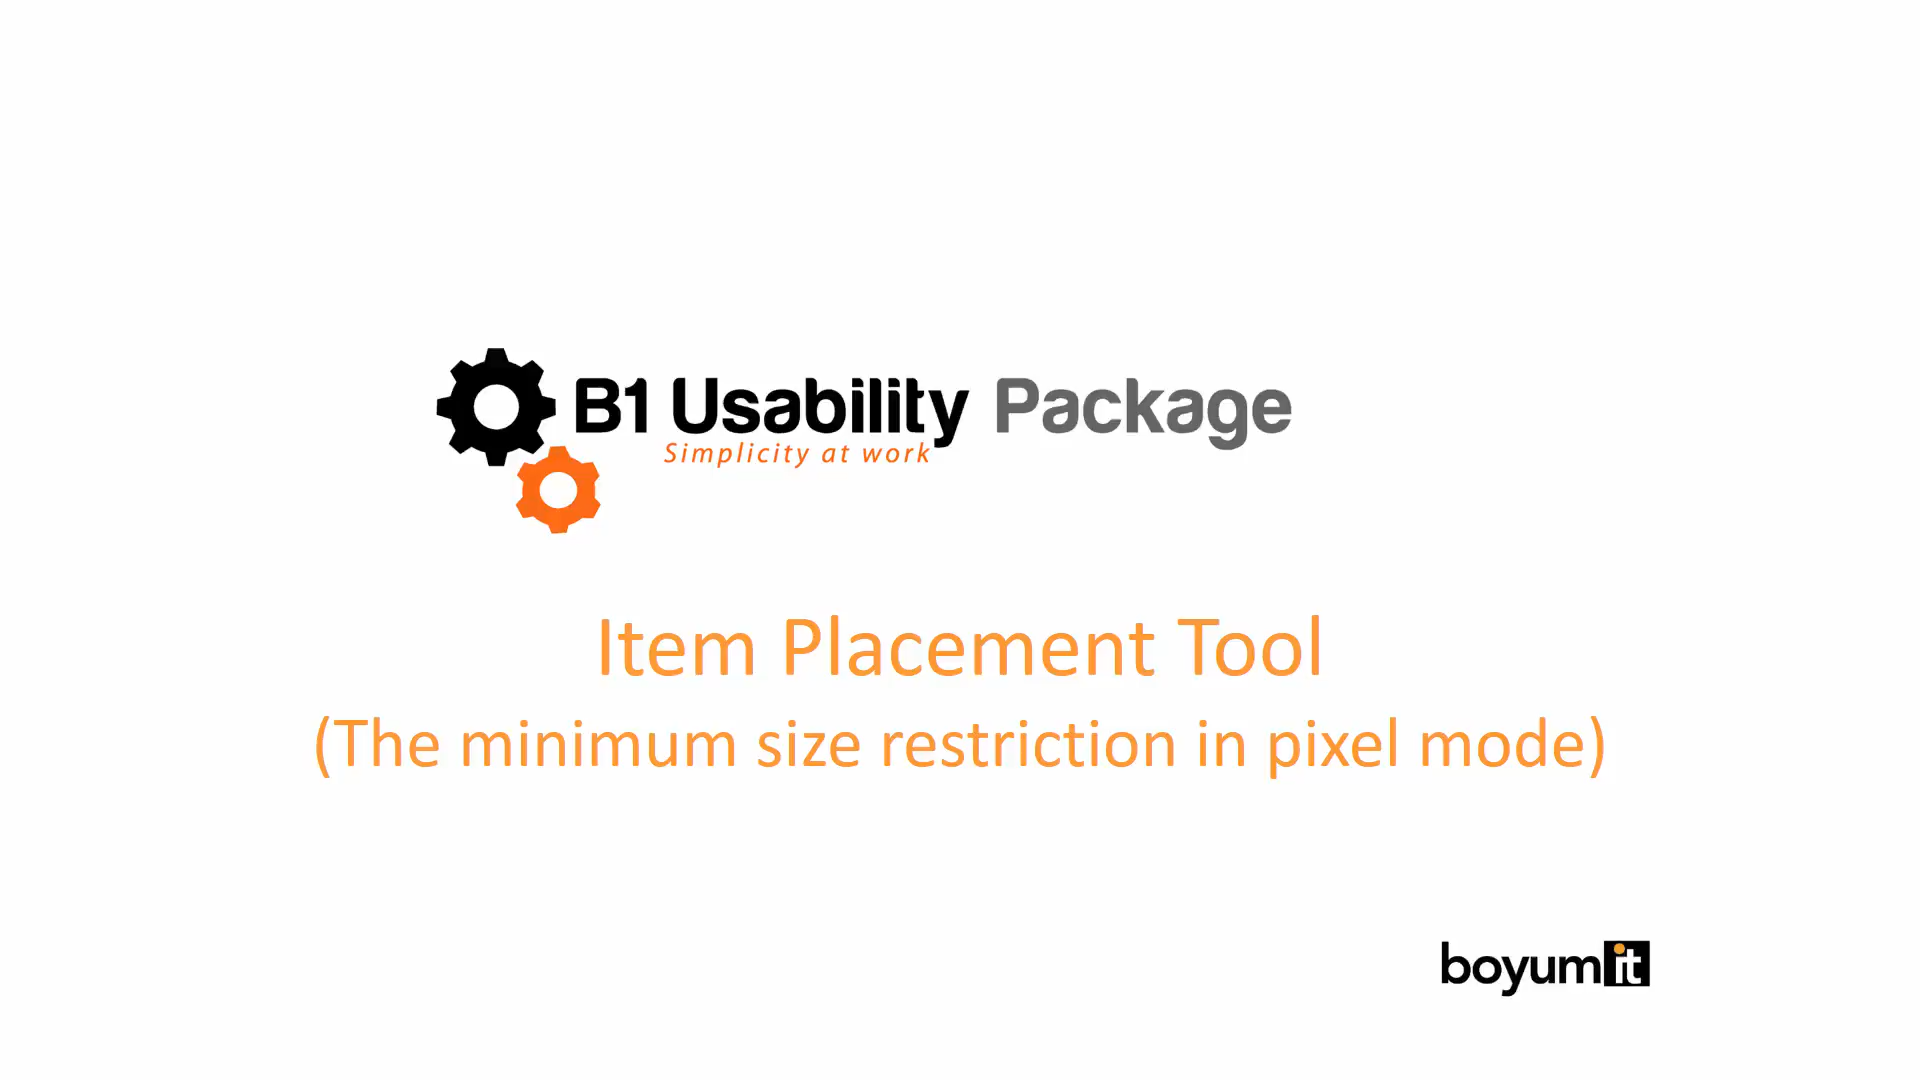 B1 Usability Package
Simplicity at work
Item Placement Tool
(The minimum size restriction in pixel mode)
boyumit